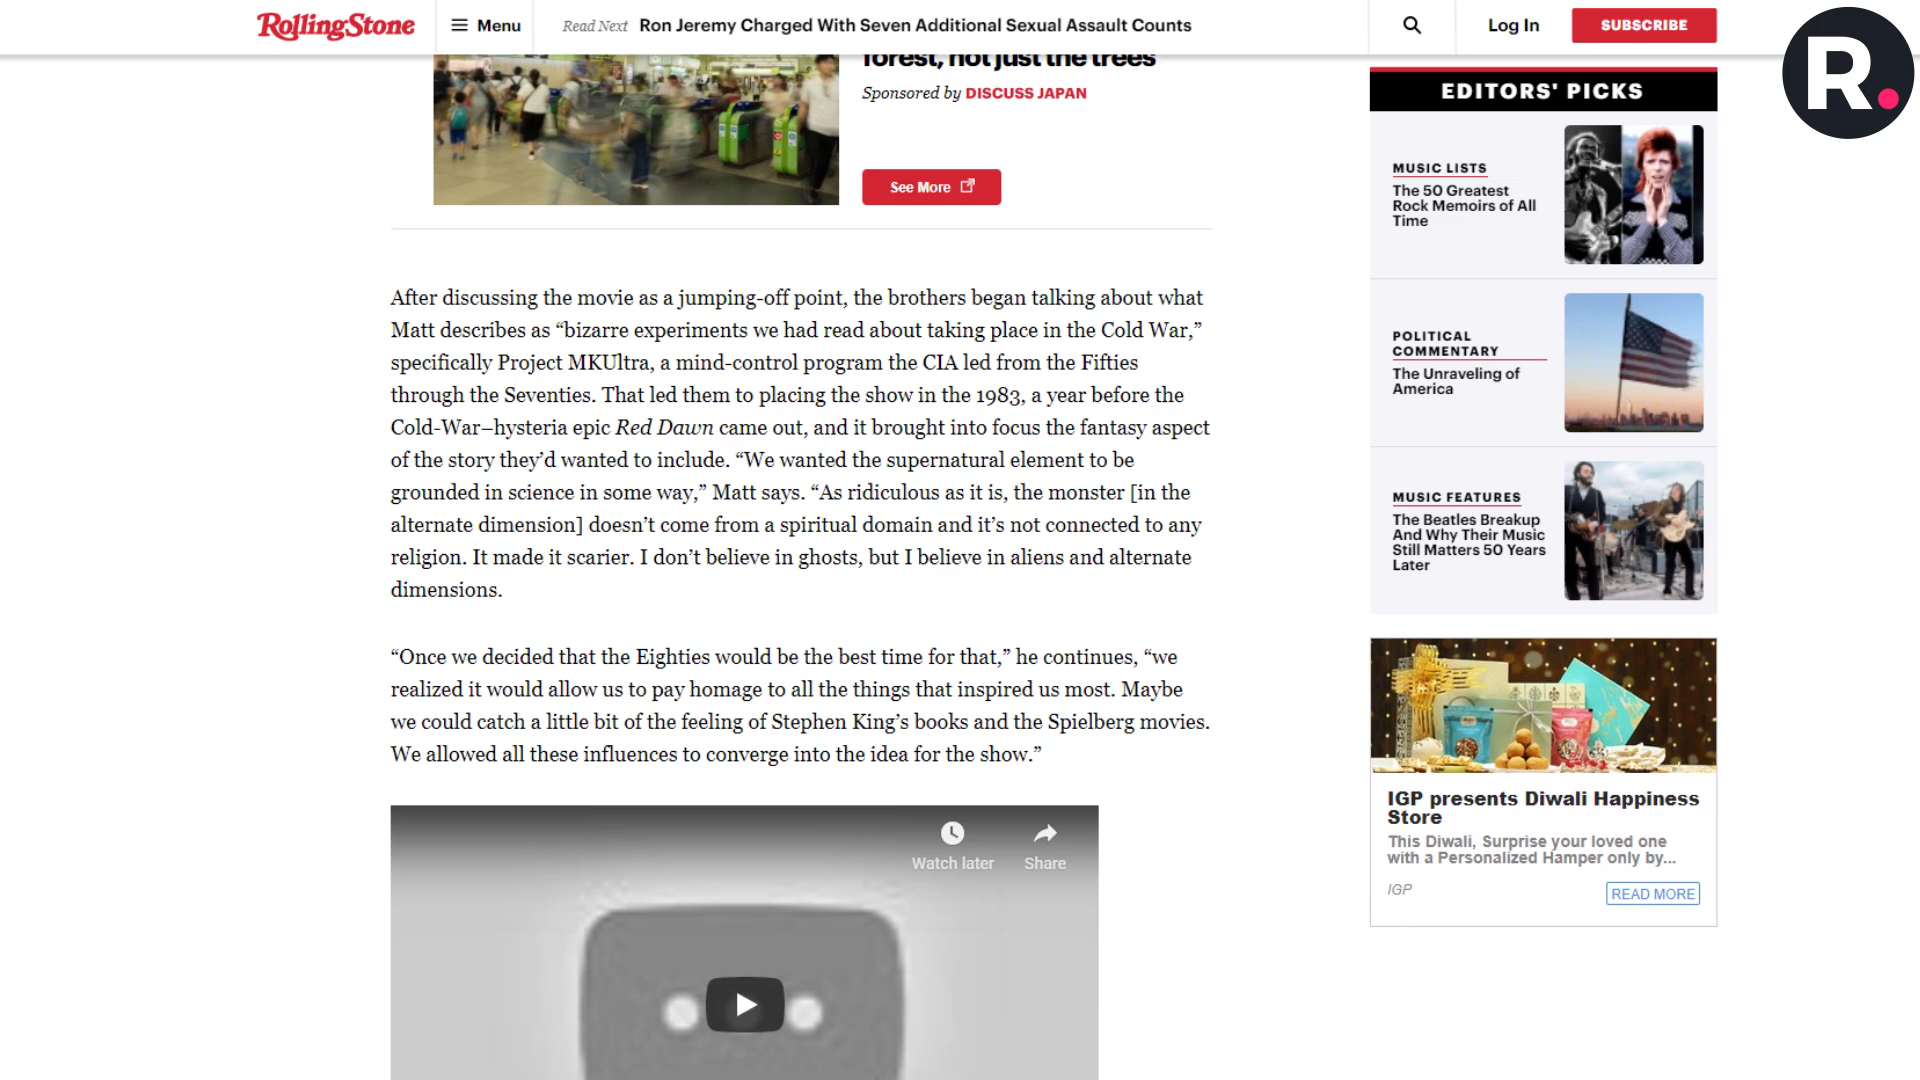 RollingStone
Menu
Read Next Ron Jeremy Charged With Seven Additional Sexual Assault Counts
Log In
SUBSCRIBE
R.
forest, not just the trees
Sponsored by DISCUSS JAPAN
See More
After discussing the movie as a jumping-off point, the brothers began talking about what
Matt describes as “bizarre experiments we had read about taking place in the Cold War,”
specifically Project MKUltra, a mind-control program the CIA led from the Fifties
through the Seventies. That led them to placing the show in the 1983, a year before the
Cold-War–hysteria epic Red Dawn came out, and it brought into focus the fantasy aspect
of the story they’d wanted to include. “We wanted the supernatural element to be
grounded in science in some way,” Matt says. “As ridiculous as it is, the monster [in the
alternate dimension] doesn’t come from a spiritual domain and it’s not connected to any
religion. It made it scarier. I don’t believe in ghosts, but I believe in aliens and alternate
dimensions.
“Once we decided that the Eighties would be the best time for that,” he continues, “we
realized it would allow us to pay homage to all the things that inspired us most. Maybe
we could catch a little bit of the feeling of Stephen King’s books and the Spielberg movies.
We allowed all these influences to converge into the idea for the show.”
Watch later
Share
EDITORS' PICKS
MUSIC LISTS
The 50 Greatest
Rock Memoirs of All
Time
POLITICAL
COMMENTARY
The Unraveling of
America
MUSIC FEATURES
The Beatles Breakup
And Why Their Music
Still Matters 50 Years
Later
IGP presents Diwali Happiness
Store
This Diwali, Surprise your loved one
with a Personalized Hamper only by...
IGP
READ MORE